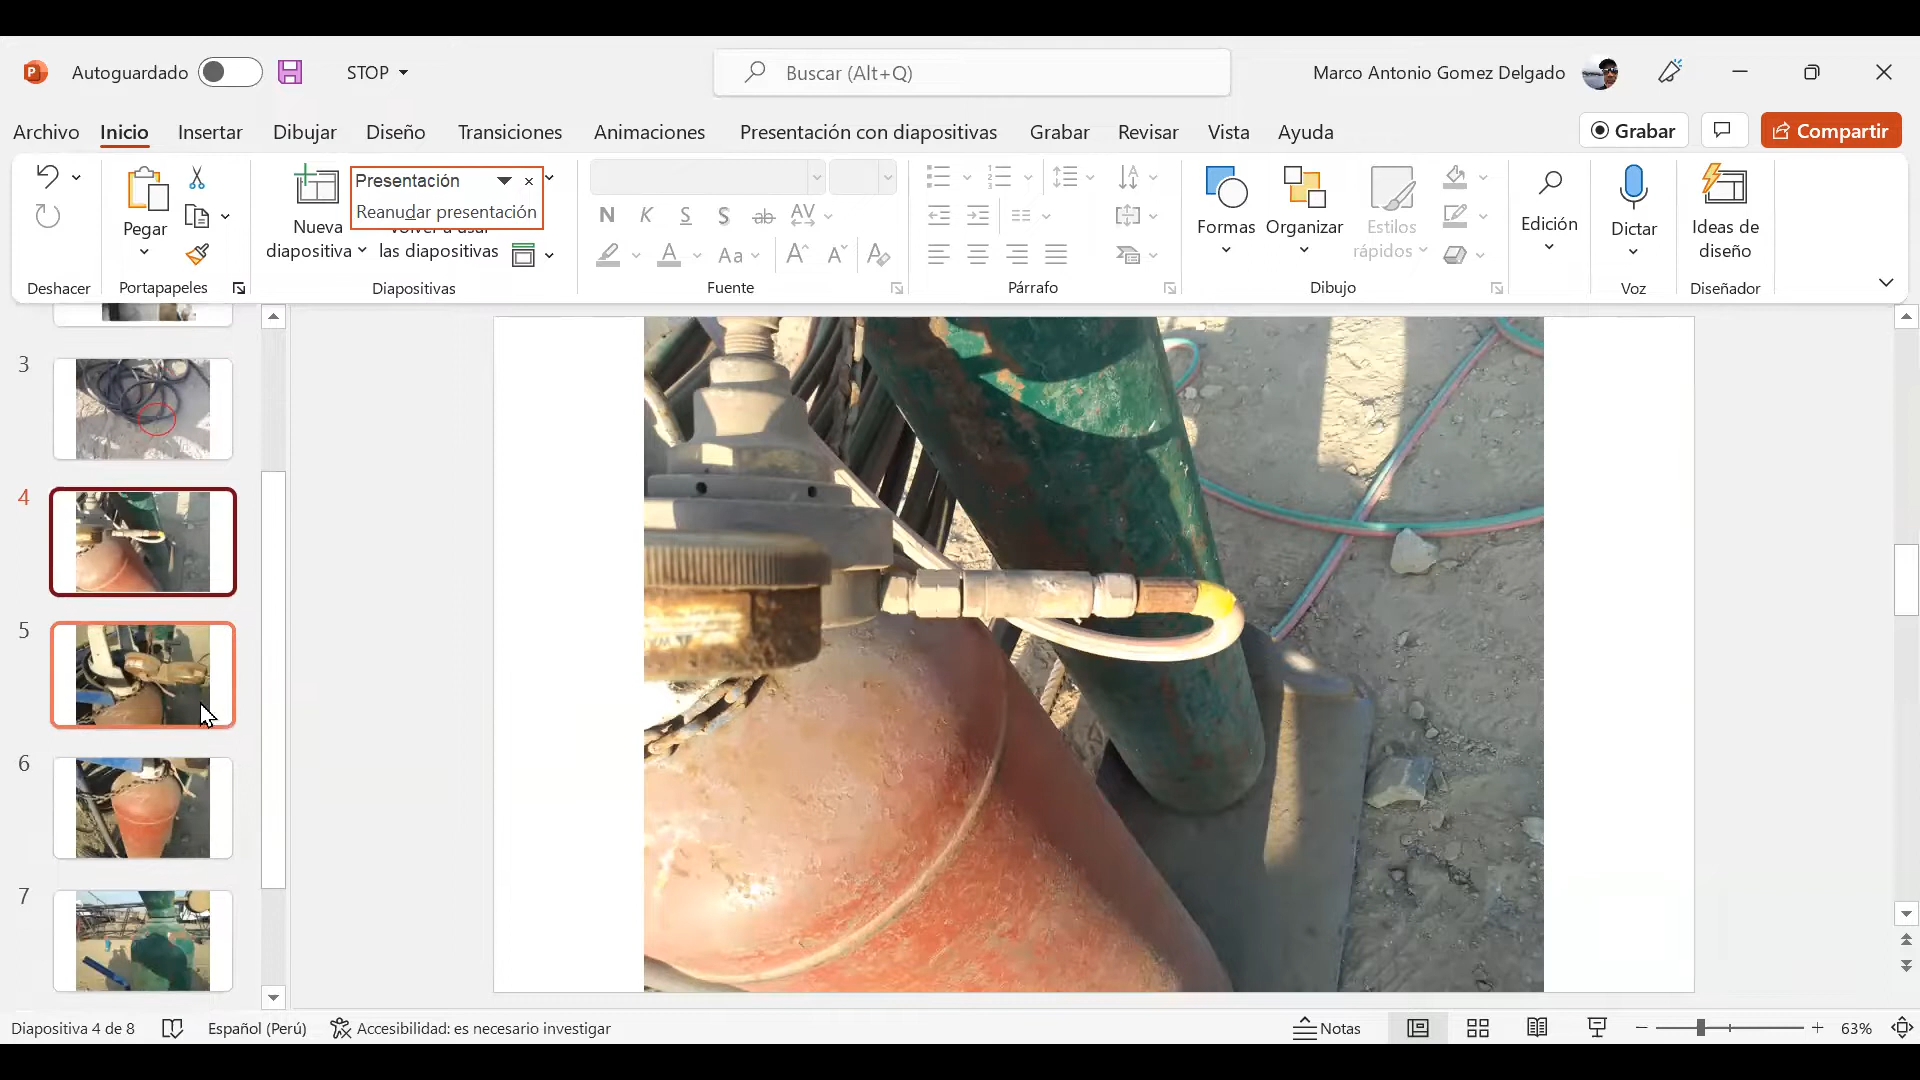 Autoguardado
STOP
Buscar (Alt+Q)
Marco Antonio Gomez Delgado
Archivo
Inicio
Insertar
Dibujar
Diseño
Transiciones
Animaciones
Presentación con diapositivas
Grabar
Revisar
Vista
Ayuda
Grabar
Compartir
Deshacer
Pegar
Portapapeles
Nueva
diapositiva
Presentación
Reanudar presentación
las diapositivas
Diapositivas
N K S S ab AV
A Aa A A A
Fuente
Párrafo
Formas
Organizar
Estilos
rápidos
Dibujo
Edición
Dictar
Voz
Ideas de
diseño
Diseñador
3
4
5
6
7
Diapositiva 4 de 8
Español (Perú)
Accesibilidad: es necesario investigar
Notas
63%